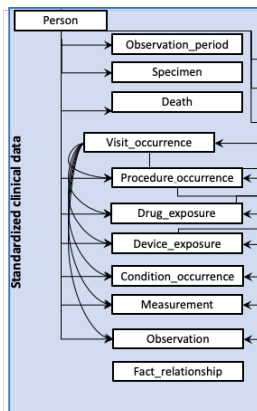 Person
Observation_period
Specimen
Death
Visit_occurrence
Procedure_occurrence
Drug_exposure
Device_exposure
Condition_occurrence
Measurement
Observation
Fact_relationship
Standardized clinical data